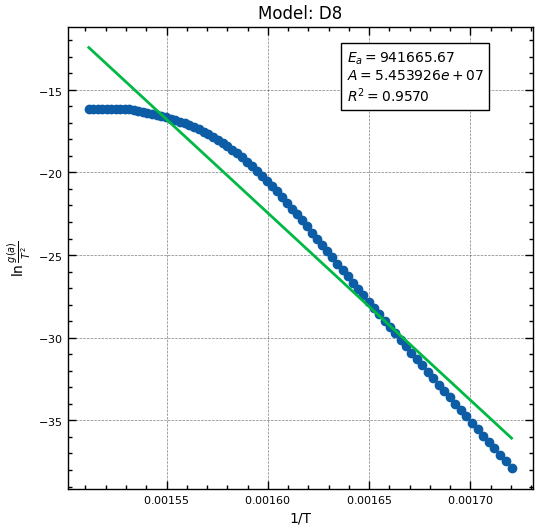 Model: D8
E_a = 941665.67
A = 5.453926e + 07
R² = 0.9570
ln g(a)/T²
−15
−20
−25
−30
−35
0.00155 0.00160 0.00165 0.00170
1/T